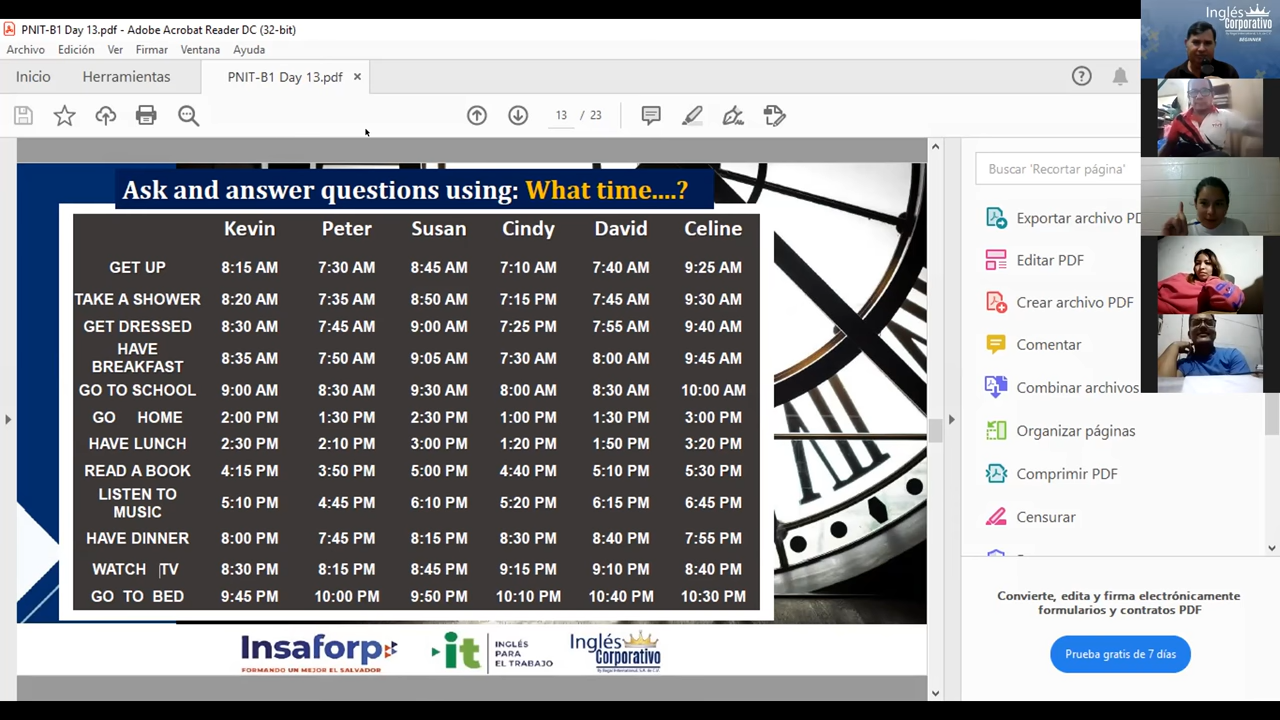 PNIT-B1 Day 13.pdf - Adobe Acrobat Reader DC (32-bit)
Archivo Edición Ver Firmar Ventana Ayuda
Inicio Herramientas PNIT-B1 Day 13.pdf ×
13 / 23
Ask and answer questions using: What time....?
Kevin Peter Susan Cindy David Celine
GET UP 8:15 AM 7:30 AM 8:45 AM 7:10 AM 7:40 AM 9:25 AM
TAKE A SHOWER 8:20 AM 7:35 AM 8:50 AM 7:15 PM 7:45 AM 9:30 AM
GET DRESSED 8:30 AM 7:45 AM 9:00 AM 7:25 PM 7:55 AM 9:40 AM
HAVE
BREAKFAST 8:35 AM 7:50 AM 9:05 AM 7:30 AM 8:00 AM 9:45 AM
GO TO SCHOOL 9:00 AM 8:30 AM 9:30 AM 8:00 AM 8:30 AM 10:00 AM
GO HOME 2:00 PM 1:30 PM 2:30 PM 1:00 PM 1:30 PM 3:00 PM
HAVE LUNCH 2:30 PM 2:10 PM 3:00 PM 1:20 PM 1:50 PM 3:20 PM
READ A BOOK 4:15 PM 3:50 PM 5:00 PM 4:40 PM 5:10 PM 5:30 PM
LISTEN TO
MUSIC 5:10 PM 4:45 PM 6:10 PM 5:20 PM 6:15 PM 6:45 PM
HAVE DINNER 8:00 PM 7:45 PM 8:15 PM 8:30 PM 8:40 PM 7:55 PM
WATCH TV 8:30 PM 8:15 PM 8:45 PM 9:15 PM 9:10 PM 8:40 PM
GO TO BED 9:45 PM 10:00 PM 9:50 PM 10:10 PM 10:40 PM 10:30 PM
Insaforp
FORMANDO UN MEJOR EL SALVADOR
it
INGLÉS
PARA
EL TRABAJO
Inglés
Corporativo
Buscar 'Recortar página'
Exportar archivo PD
Editar PDF
Crear archivo PDF
Comentar
Combinar archivos
Organizar páginas
Comprimir PDF
Censurar
Convierte, edita y firma electrónicamente
formularios y contratos PDF
Prueba gratis de 7 días
Inglés
Corporativo
BEGINNER